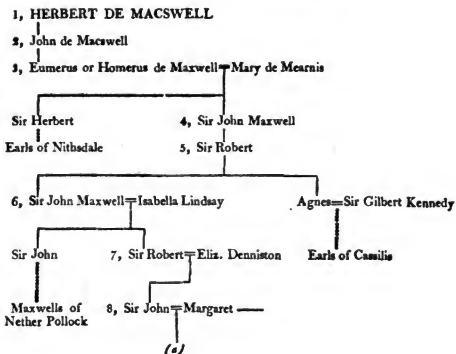 1, HERBERT DE MACSWELL
2, John de Macswell
3, Eumerus or Homerus de Maxwell=Mary de Mearnis
Sir Herbert 4, Sir John Maxwell
Earls of Nithsdale 5, Sir Robert
6, Sir John Maxwell=Isabella Lindsay Agnes=Sir Gilbert Kennedy
Sir John 7, Sir Robert=Eliz. Denniston Earls of Cassilis
Maxwells of 8, Sir John=Margaret ——
Nether Pollock
(a)